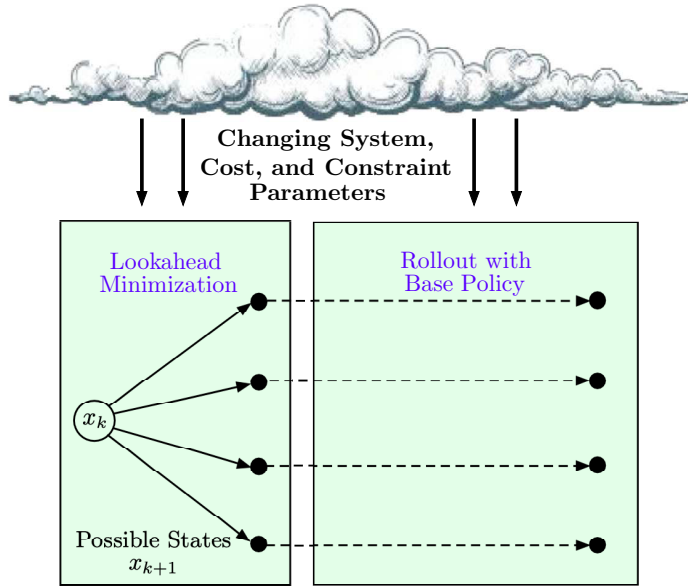 Changing System,
Cost, and Constraint
Parameters
Lookahead
Minimization
Rollout with
Base Policy
x_k
Possible States
x_{k+1}